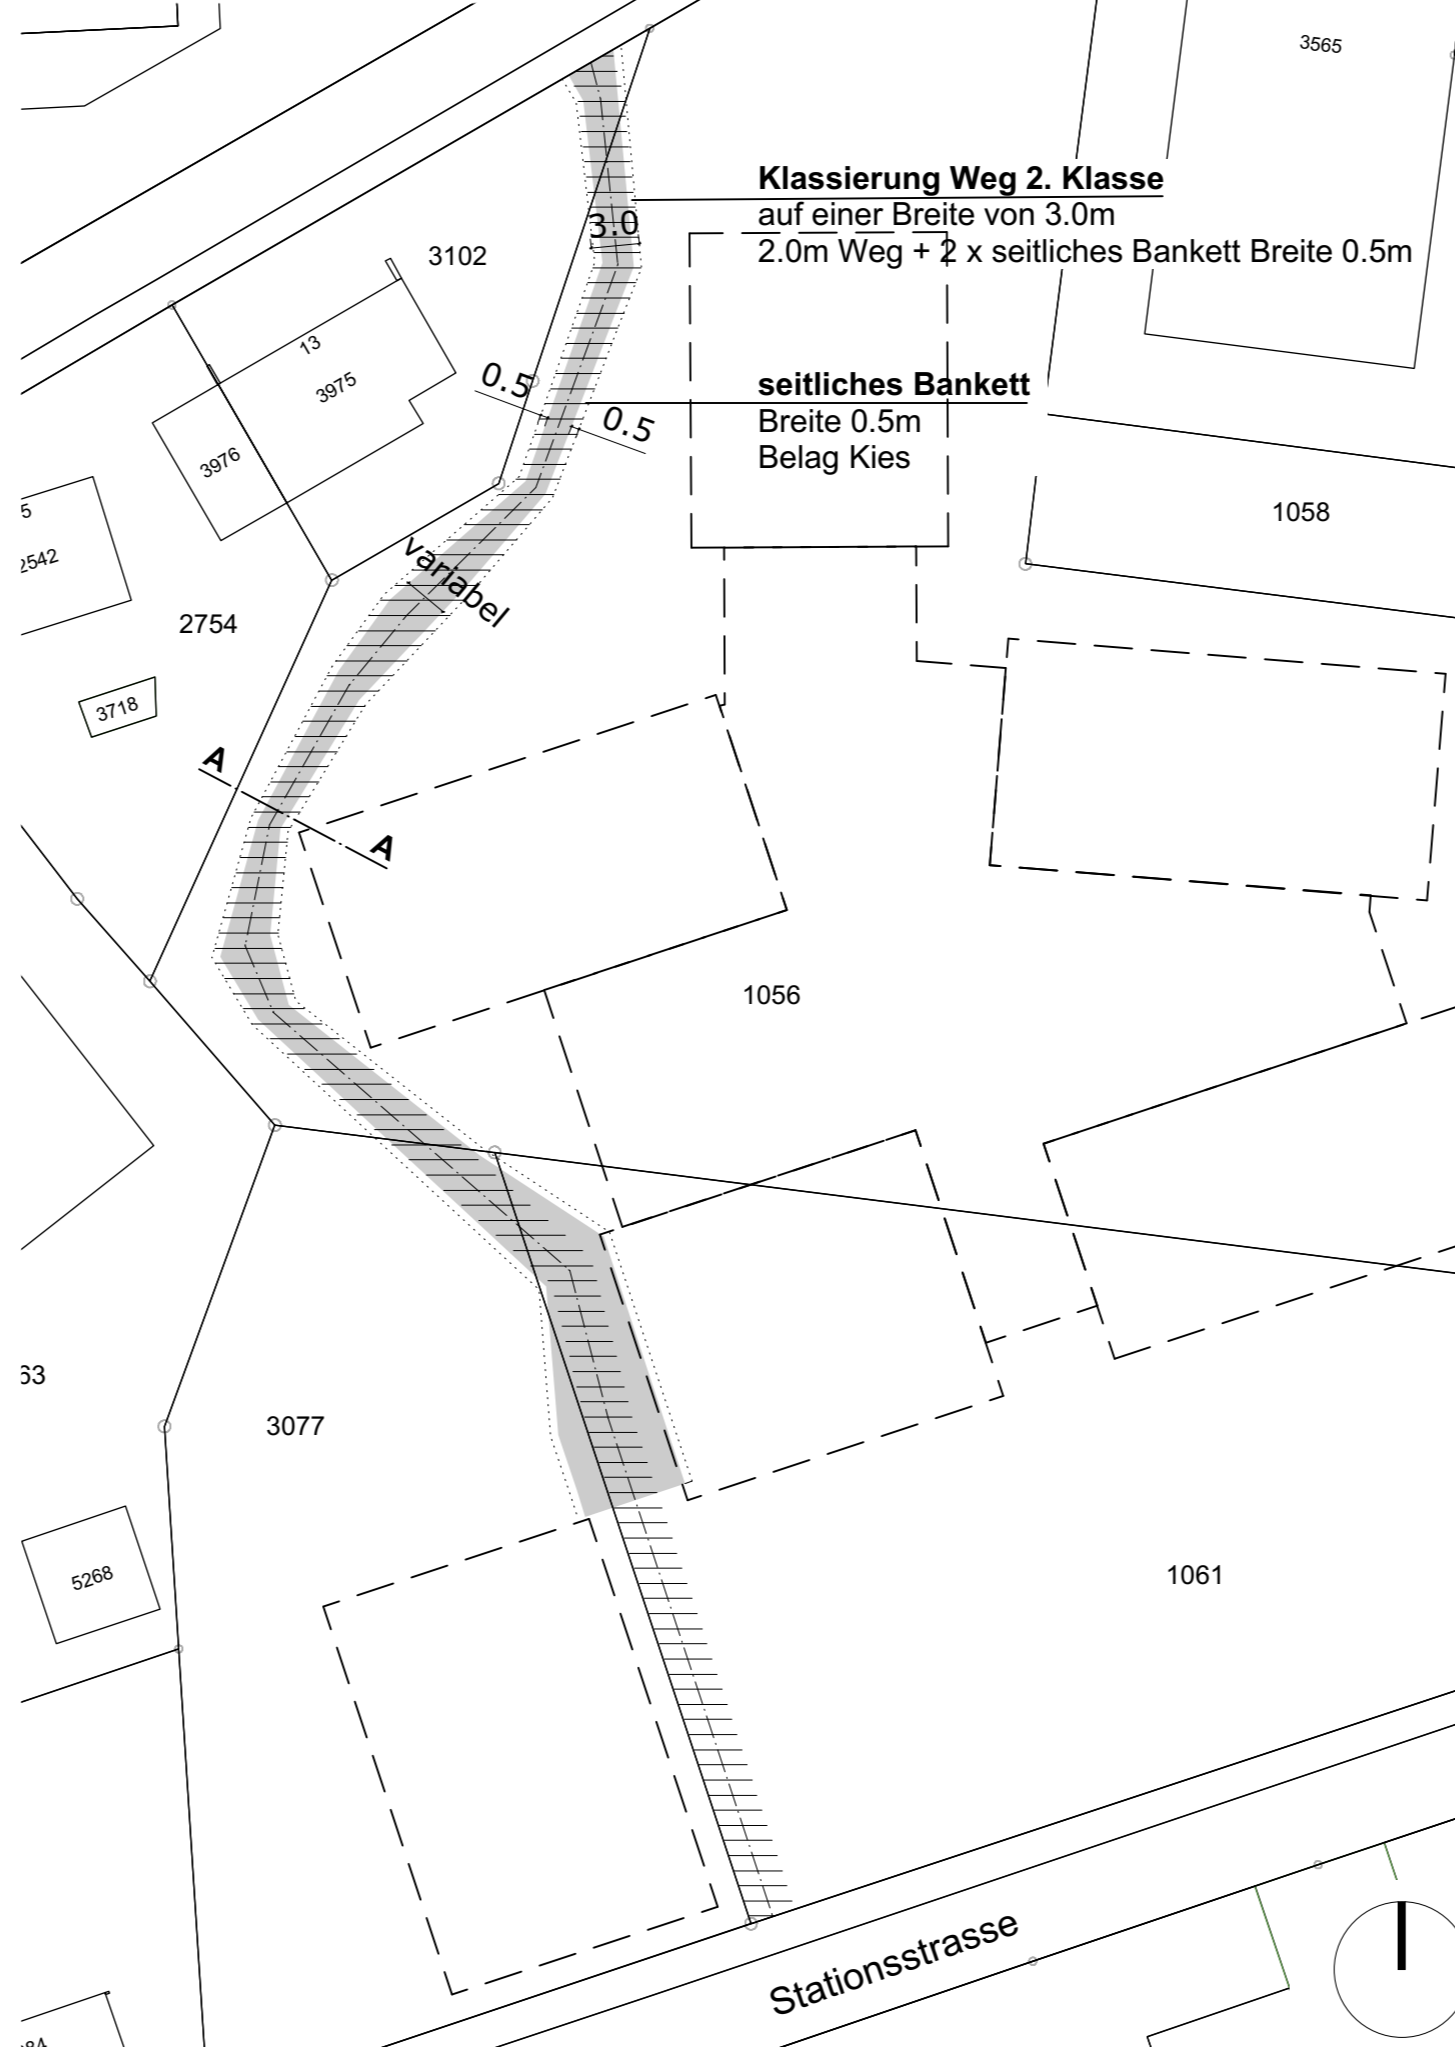 3565
Klassierung Weg 2. Klasse
auf einer Breite von 3.0m
2.0m Weg + 2 x seitliches Bankett Breite 0.5m
3.0
3102
13
3975
3976
0.5
0.5
seitliches Bankett
Breite 0.5m
Belag Kies
5
2542
1058
variabel
2754
3718
A
A
1056
63
3077
5268
1061
Stationsstrasse